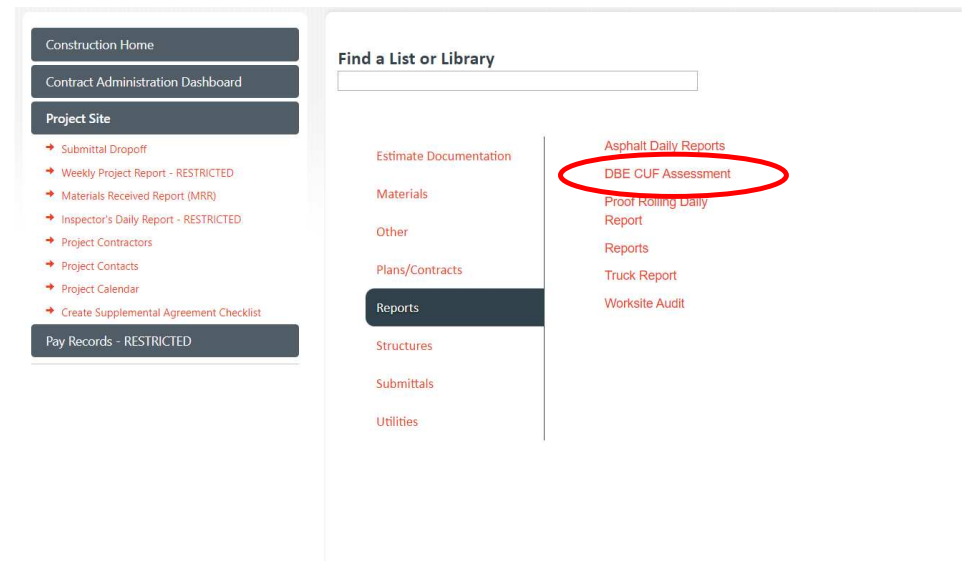 Construction Home
Contract Administration Dashboard
Project Site
Submittal Dropoff
Weekly Project Report - RESTRICTED
Materials Received Report (MRR)
Inspector's Daily Report - RESTRICTED
Project Contractors
Project Contacts
Project Calendar
Create Supplemental Agreement Checklist
Pay Records - RESTRICTED
Find a List or Library
Estimate Documentation
Materials
Other
Plans/Contracts
Reports
Structures
Submittals
Utilities
Asphalt Daily Reports
DBE CUF Assessment
Proof Rolling Daily
Report
Reports
Truck Report
Worksite Audit